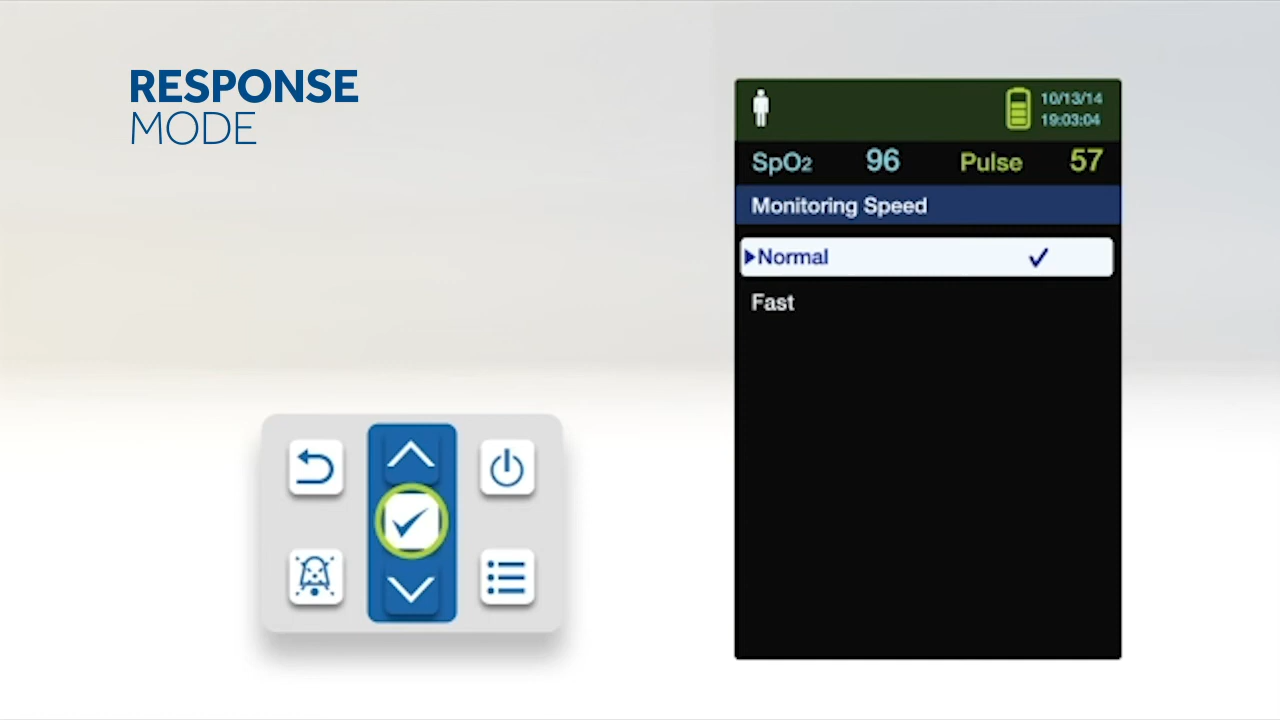 RESPONSE
MODE
10/13/14
19:03:04
SpO2 96 Pulse 57
Monitoring Speed
Normal
Fast